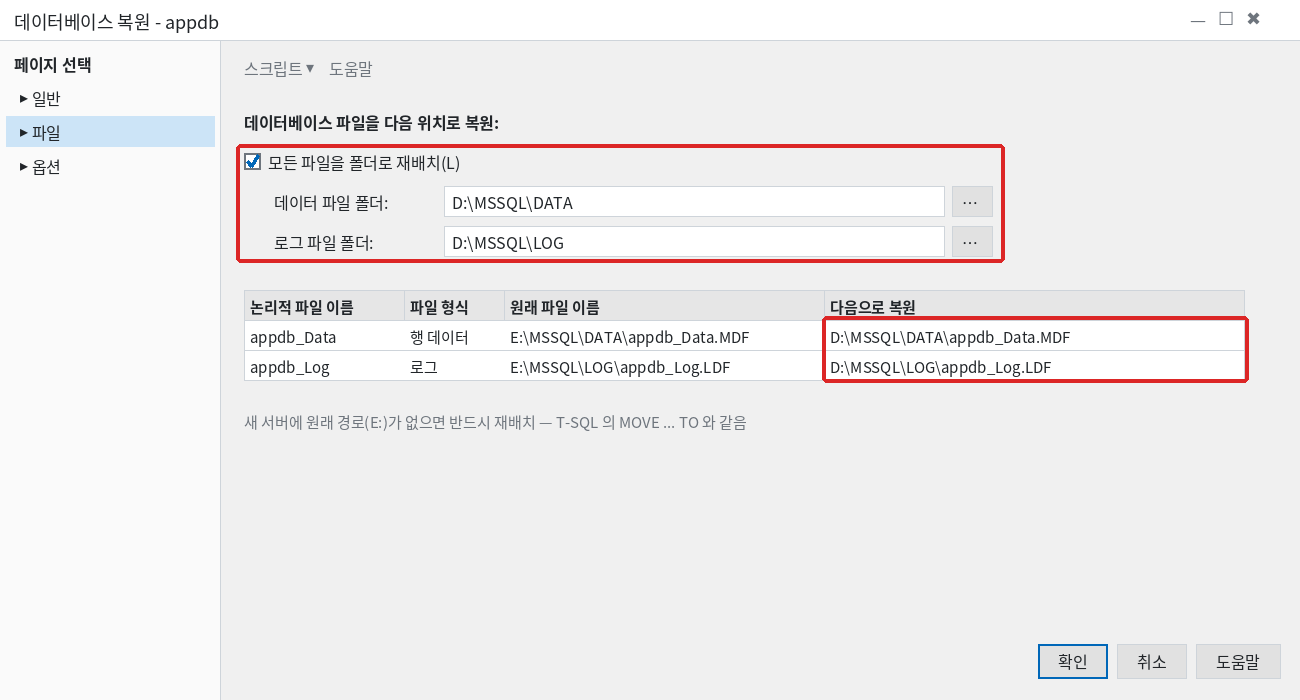 데이터베이스 복원 - appdb
페이지 선택
▸ 일반
▸ 파일
▸ 옵션
스크립트 ▾ 도움말
데이터베이스 파일을 다음 위치로 복원:
모든 파일을 폴더로 재배치(L)
데이터 파일 폴더: D:\MSSQL\DATA ...
로그 파일 폴더: D:\MSSQL\LOG ...
논리적 파일 이름 파일 형식 원래 파일 이름 다음으로 복원
appdb_Data 행 데이터 E:\MSSQL\DATA\appdb_Data.MDF D:\MSSQL\DATA\appdb_Data.MDF
appdb_Log 로그 E:\MSSQL\LOG\appdb_Log.LDF D:\MSSQL\LOG\appdb_Log.LDF
새 서버에 원래 경로(E:)가 없으면 반드시 재배치 — T-SQL 의 MOVE ... TO 와 같음
확인 취소 도움말